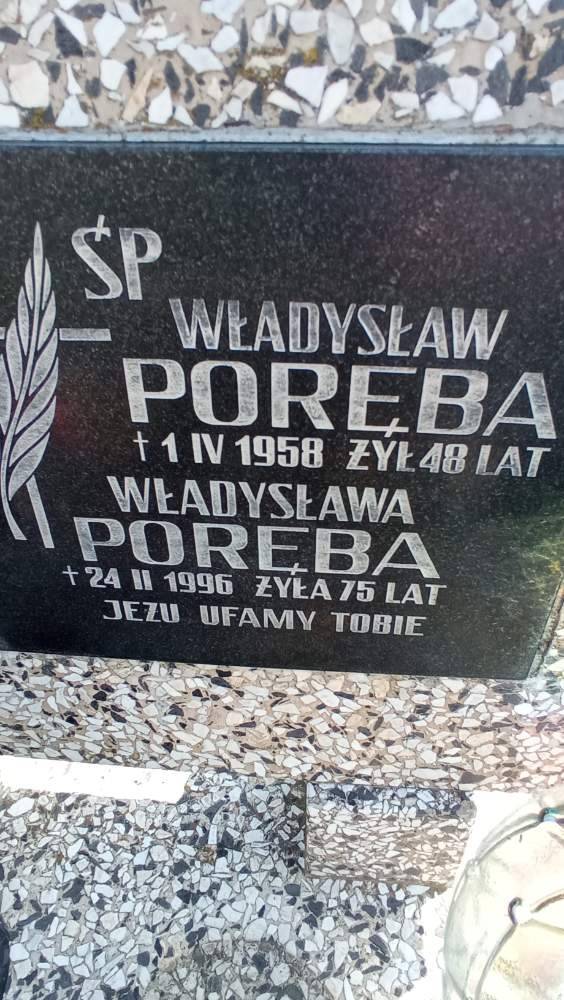 ŚP
WŁADYSŁAW
PORĘBA
† 1 IV 1958 ŻYŁ 48 LAT
WŁADYSŁAWA
PORĘBA
† 24 II 1996 ŻYŁA 75 LAT
JEZU UFAMY TOBIE